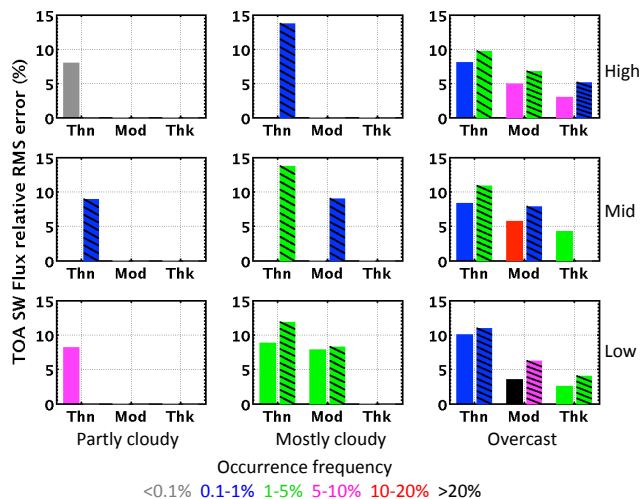 TOA SW Flux relative RMS error (%)
15
10
5
0
Thn Mod Thk
15
10
5
0
Thn Mod Thk
15
10
5
0
Thn Mod Thk
High
15
10
5
0
Thn Mod Thk
15
10
5
0
Thn Mod Thk
15
10
5
0
Thn Mod Thk
Mid
15
10
5
0
Thn Mod Thk
15
10
5
0
Thn Mod Thk
15
10
5
0
Thn Mod Thk
Low
Partly cloudy Mostly cloudy Overcast
Occurrence frequency
<0.1% 0.1-1% 1-5% 5-10% 10-20% >20%